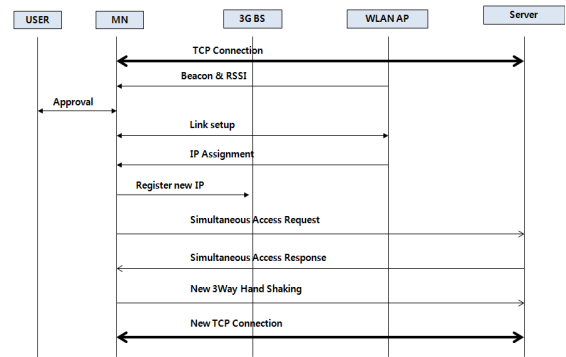 USER
MN
3G BS
WLAN AP
Server
TCP Connection
Beacon & RSSI
Approval
Link setup
IP Assignment
Register new IP
Simultaneous Access Request
Simultaneous Access Response
New 3Way Hand Shaking
New TCP Connection